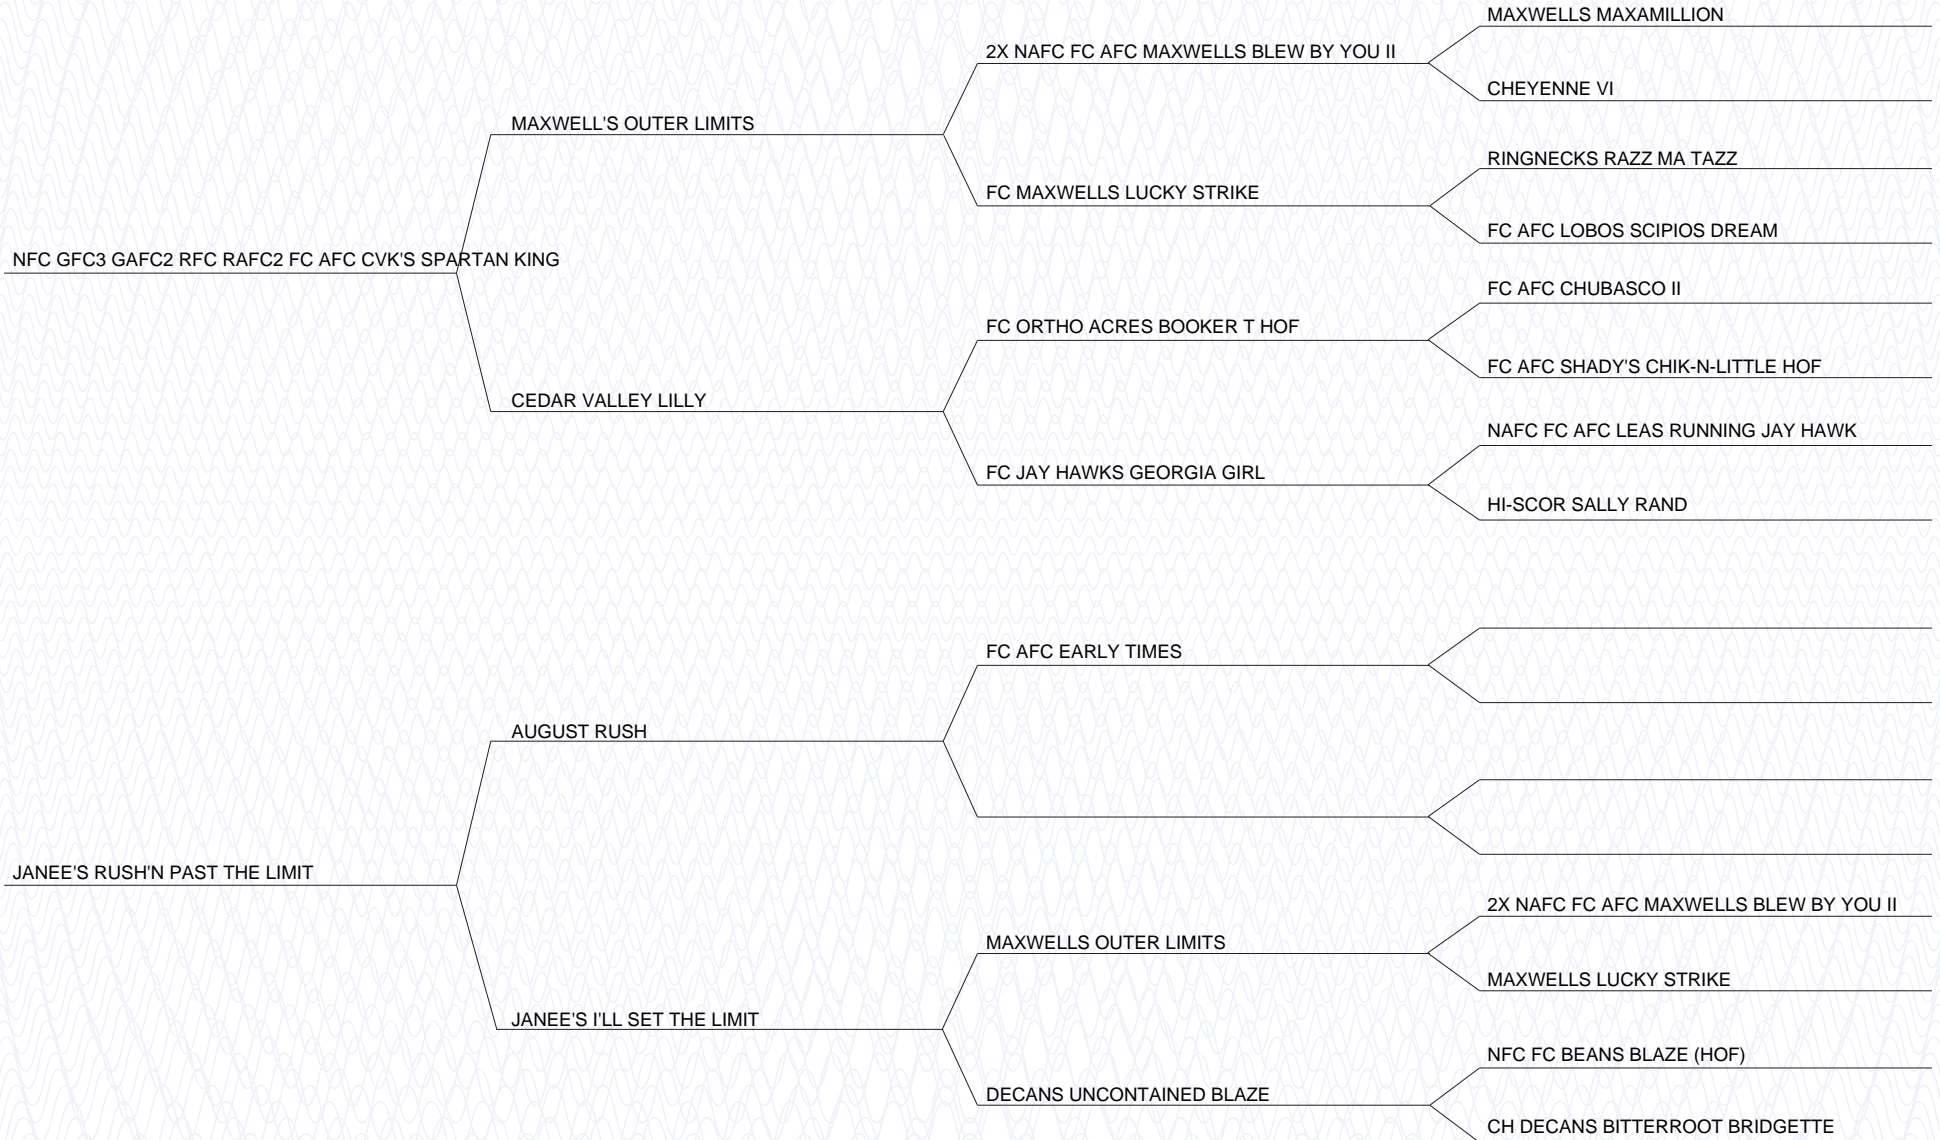 MAXWELLS MAXAMILLION
2X NAFC FC AFC MAXWELLS BLEW BY YOU II
CHEYENNE VI
MAXWELL'S OUTER LIMITS
RINGNECKS RAZZ MA TAZZ
FC MAXWELLS LUCKY STRIKE
FC AFC LOBOS SCIPIOS DREAM
NFC GFC3 GAFC2 RFC RAFC2 FC AFC CVK'S SPARTAN KING
FC AFC CHUBASCO II
FC ORTHO ACRES BOOKER T HOF
FC AFC SHADY'S CHIK-N-LITTLE HOF
CEDAR VALLEY LILLY
NAFC FC AFC LEAS RUNNING JAY HAWK
FC JAY HAWKS GEORGIA GIRL
HI-SCOR SALLY RAND
FC AFC EARLY TIMES
AUGUST RUSH
JANEE'S RUSH'N PAST THE LIMIT
2X NAFC FC AFC MAXWELLS BLEW BY YOU II
MAXWELLS OUTER LIMITS
MAXWELLS LUCKY STRIKE
JANEE'S I'LL SET THE LIMIT
NFC FC BEANS BLAZE (HOF)
DECANS UNCONTAINED BLAZE
CH DECANS BITTERROOT BRIDGETTE